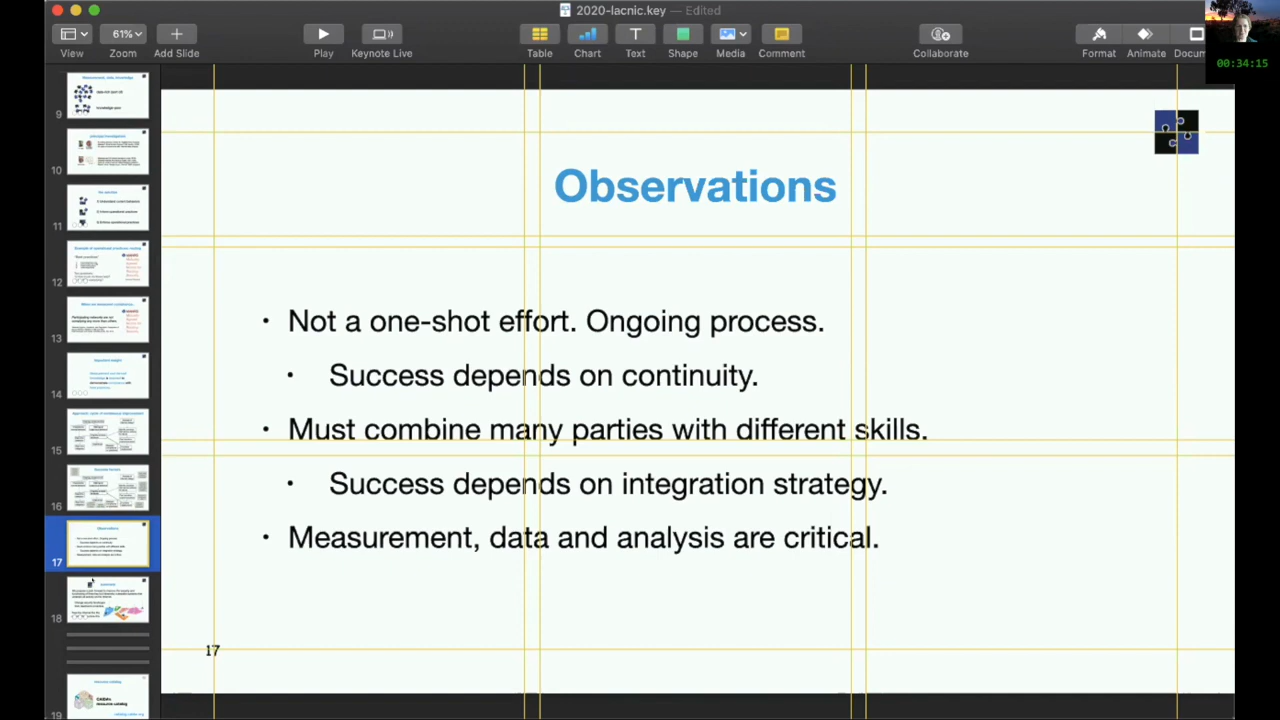 2020-lacnic.key — Edited
61%
View
Zoom
Add Slide
Play
Keynote Live
Table
Chart
Text
Shape
Media
Comment
Collaborate
Format
Animate
Docum
00:34:15
9
10
11
12
13
14
15
16
17
18
19
Observations
• Not a one-shot effort. Ongoing process.
• Success depends on continuity.
• Must combine many parties with different skills.
• Success depends on integration strategy.
• Measurement, data and analysis are critical.
17